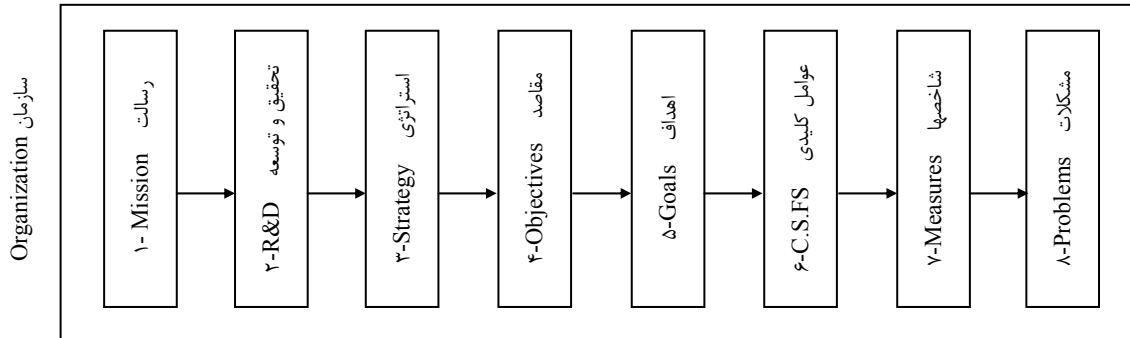 Organization سازمان
۱- Mission رسالت
۲-R&D تحقیق و توسعه
۳-Strategy استراتژی
۴-Objectives مقاصد
۵-Goals اهداف
۶-C.S.FS عوامل کلیدی
۷-Measures شاخصها
۸-Problems مشکلات